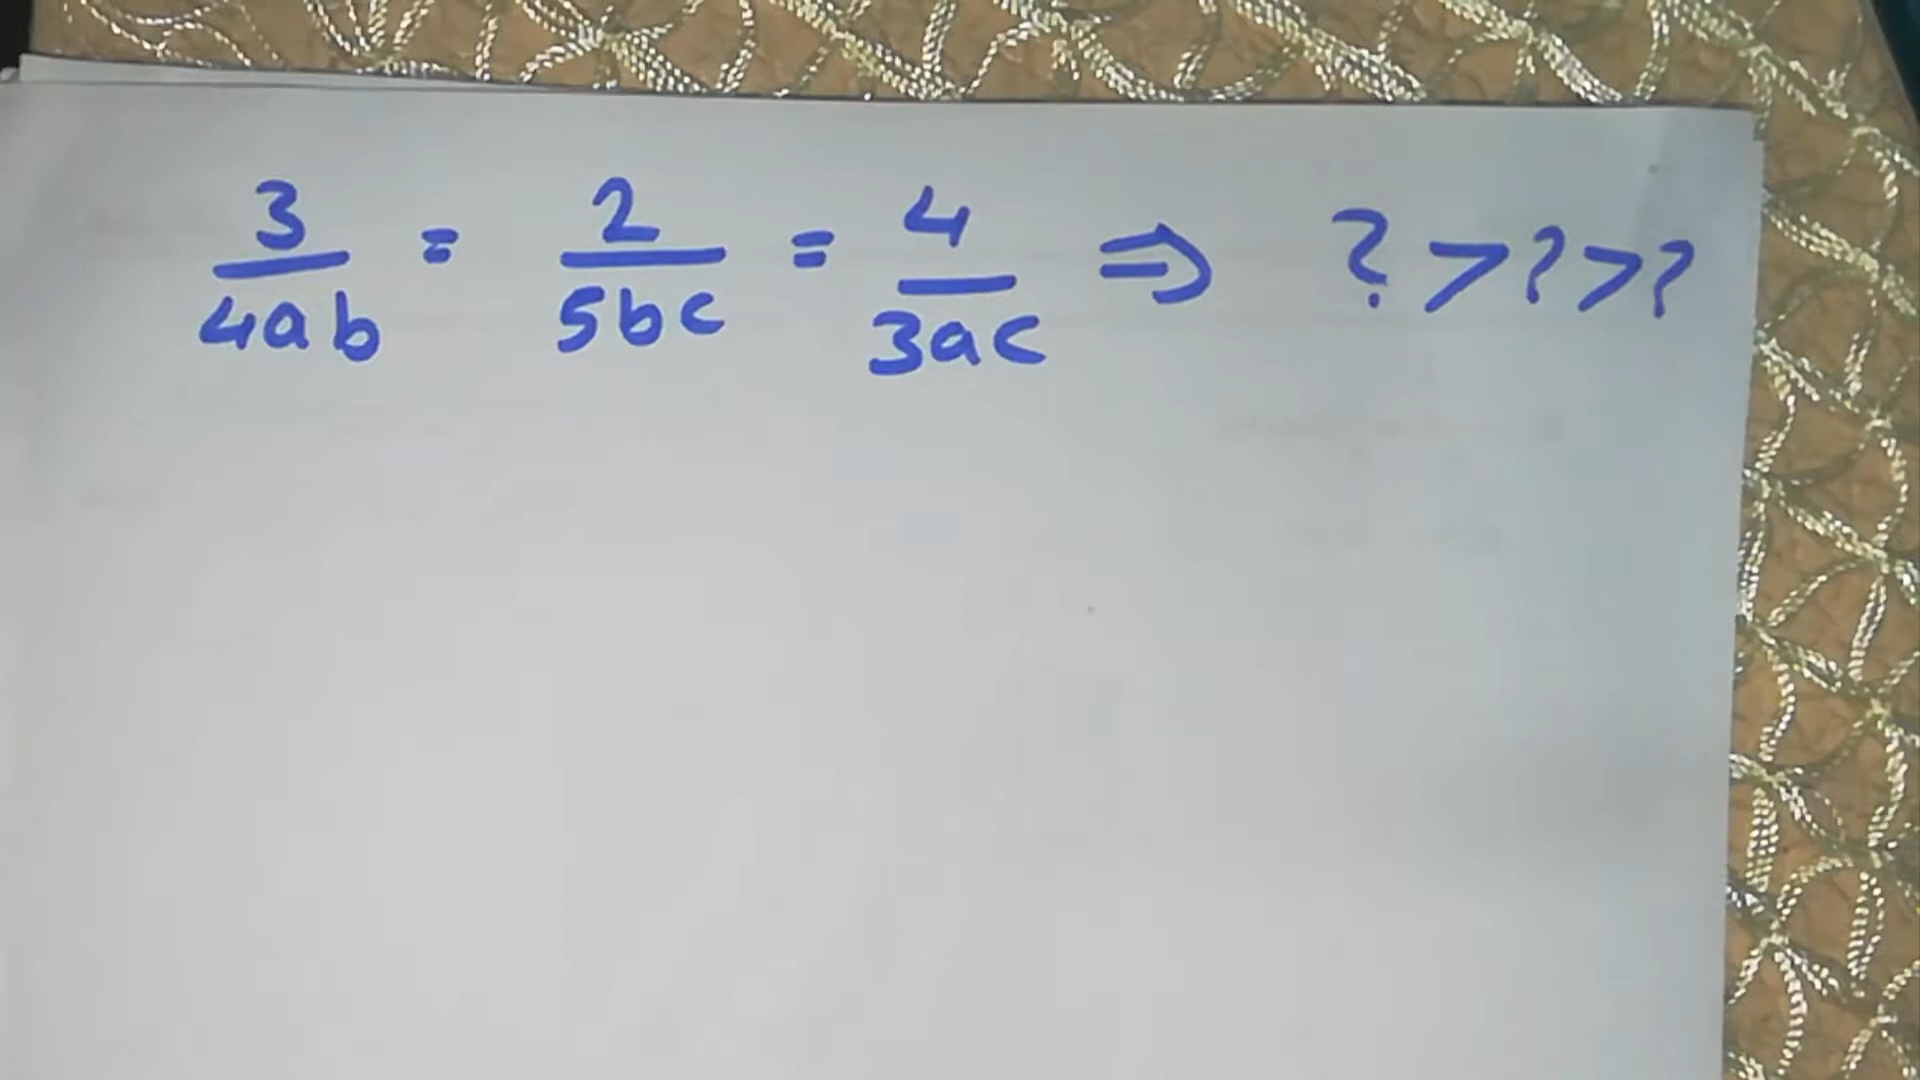 3/4ab = 2/5bc = 4/3ac ⇒ ? > ? > ?